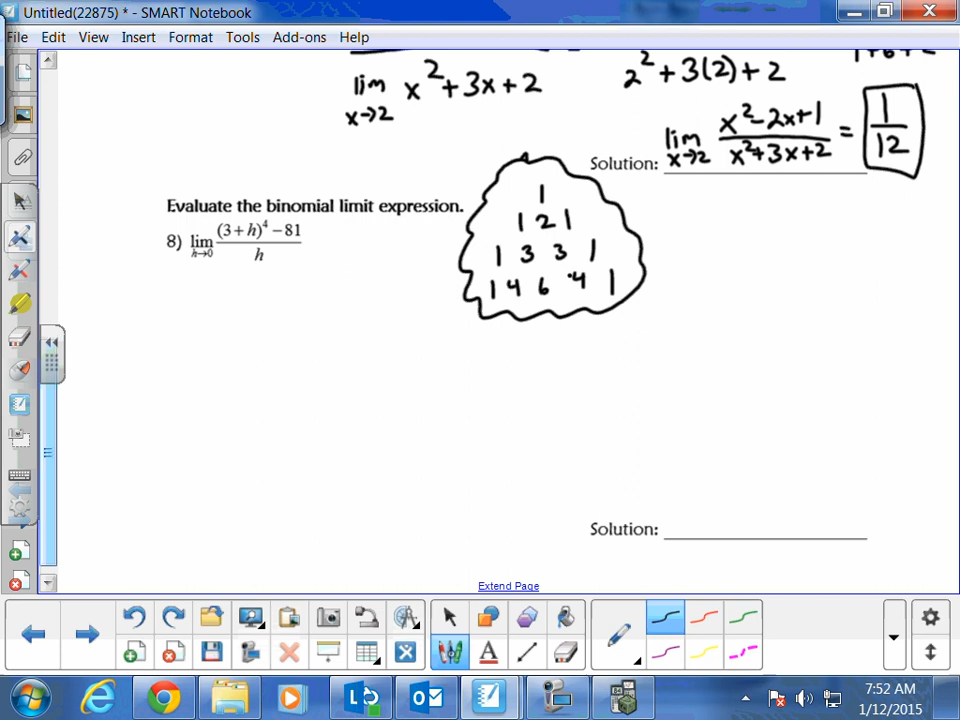 Untitled(22875) * - SMART Notebook
File Edit View Insert Format Tools Add-ons Help
lim x→2 x² + 3x + 2
2² + 3(2) + 2
Solution: lim x→2 x² - 2x + 1 / x² + 3x + 2 = 1/12
Evaluate the binomial limit expression.
8) lim h→0 (3 + h)⁴ − 81 / h
1
1 2 1
1 3 3 1
1 4 6 4 1
Solution:
Extend Page
7:52 AM
1/12/2015